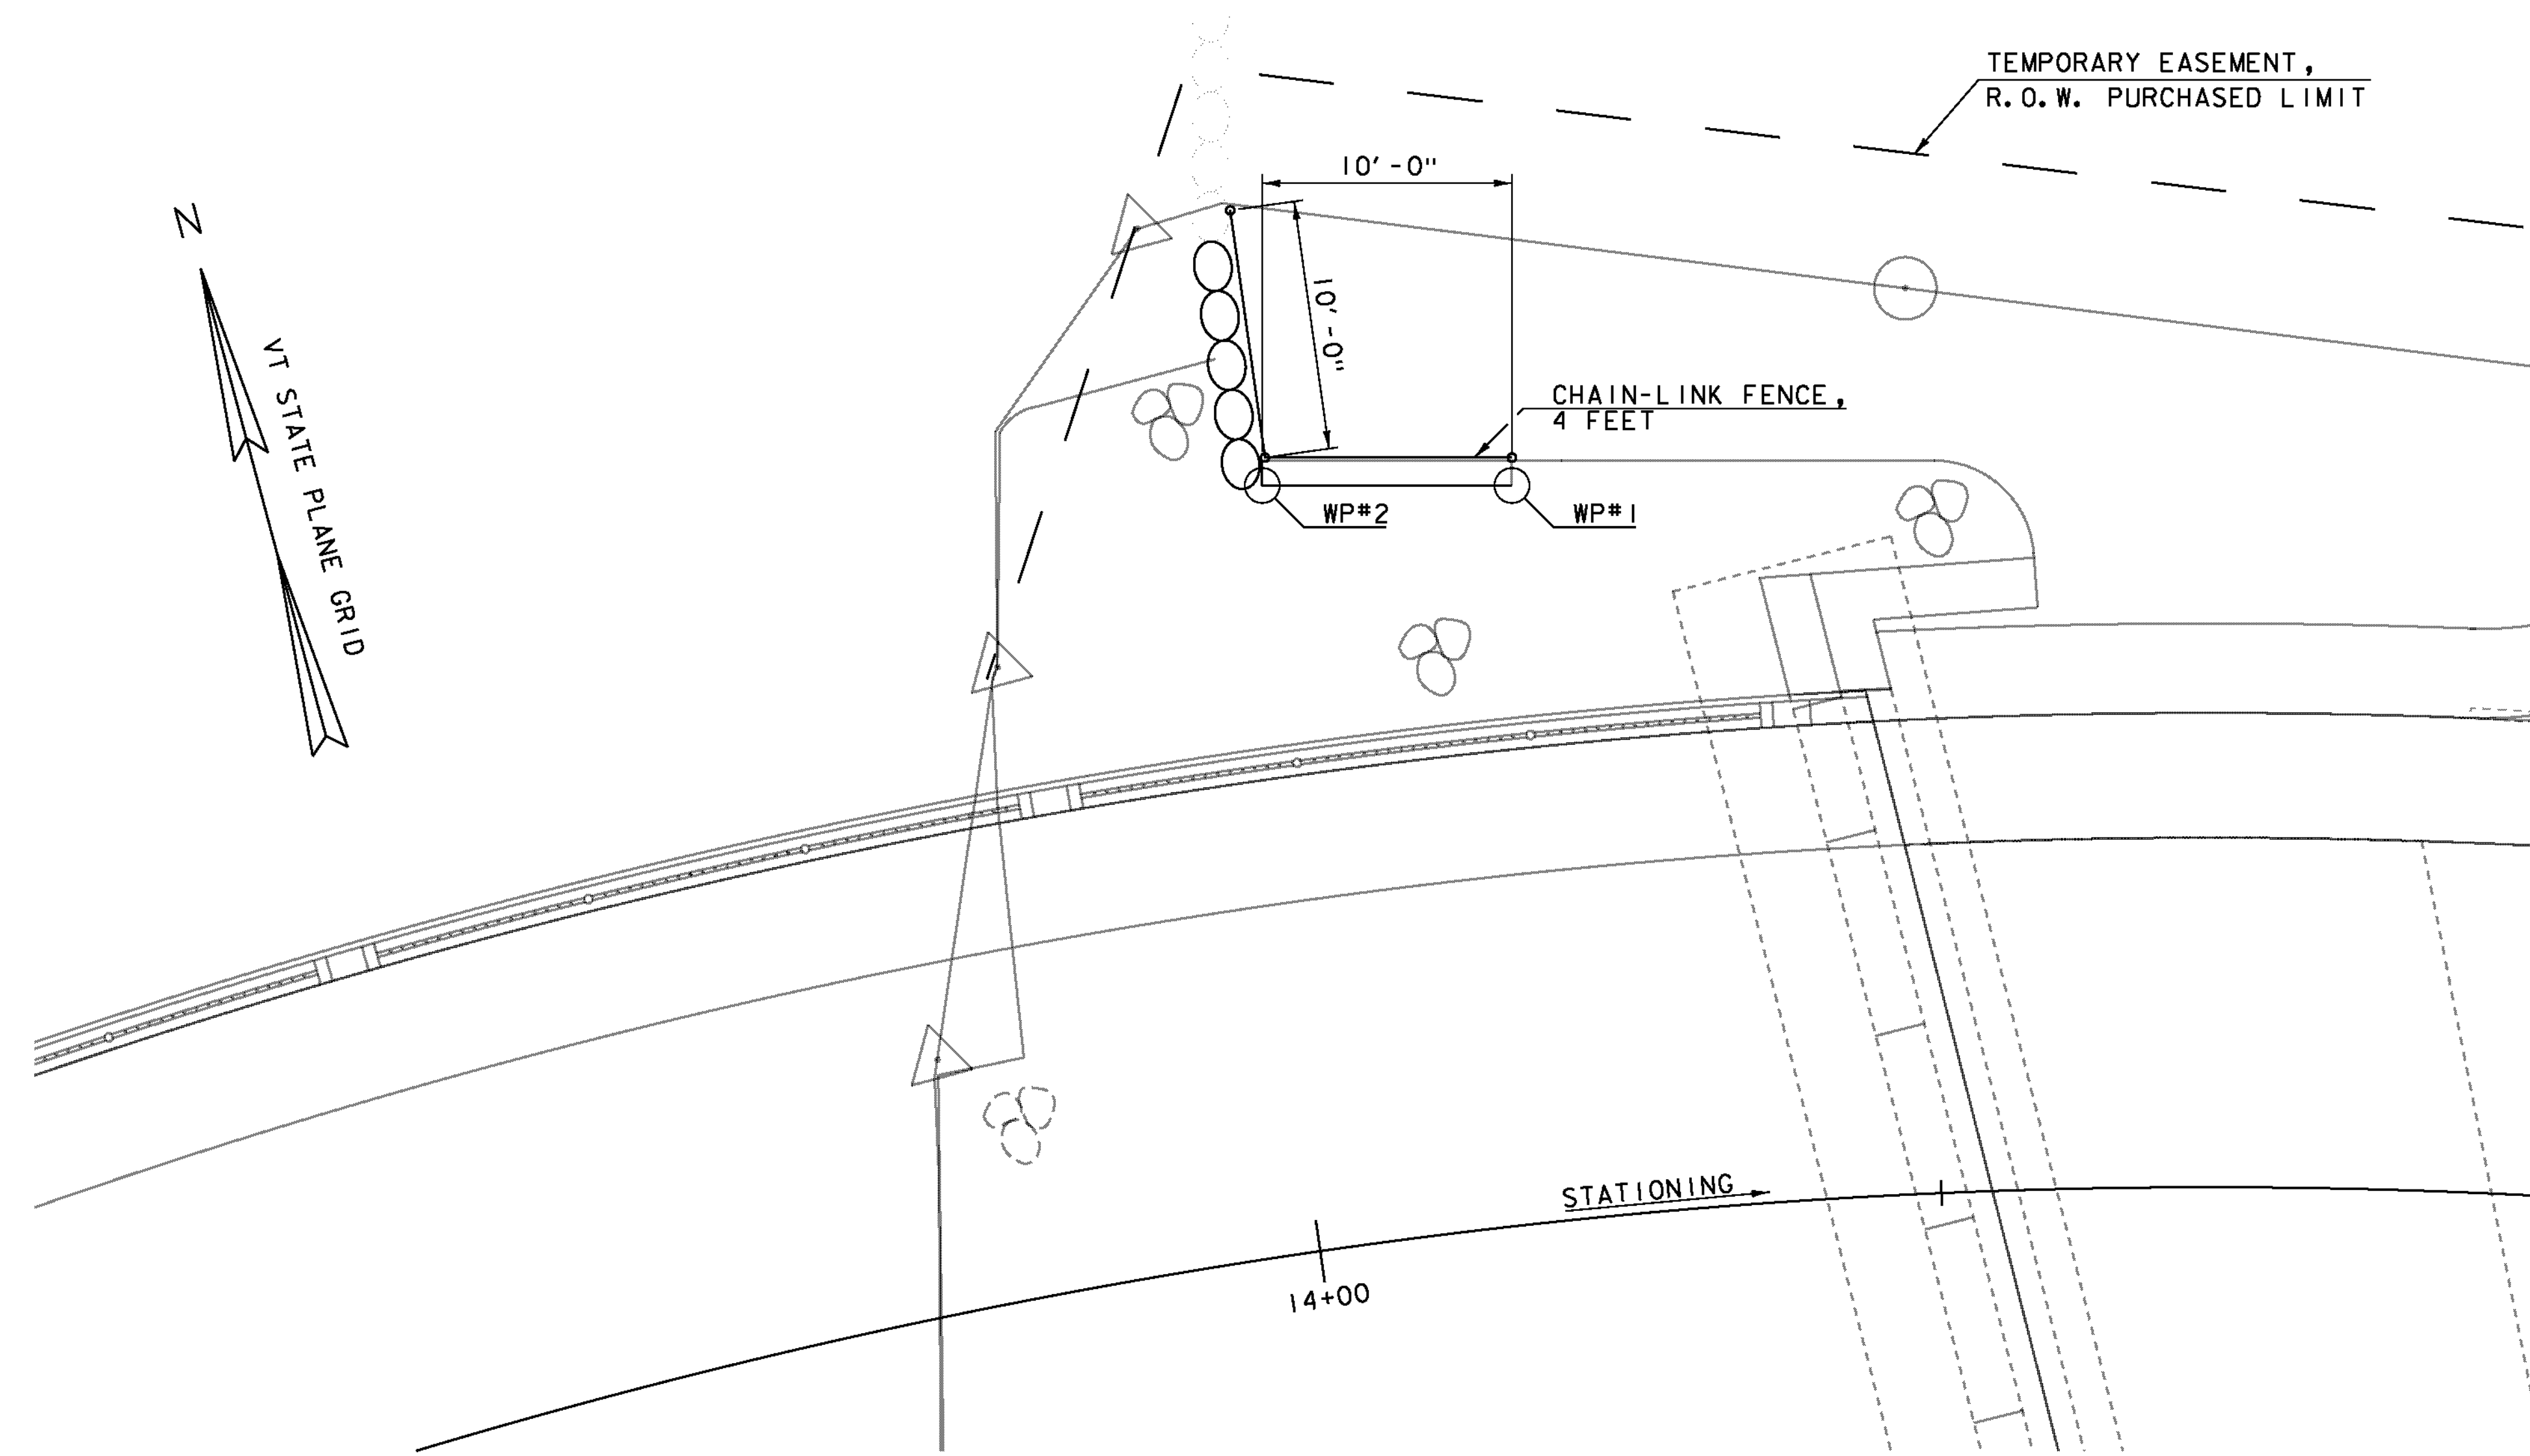 TEMPORARY EASEMENT,
R.O.W. PURCHASED LIMIT
10'-0"
N
10'-0"
VT STATE PLANE GRID
CHAIN-LINK FENCE,
4 FEET
WP#2
WP#1
STATIONING
14+00